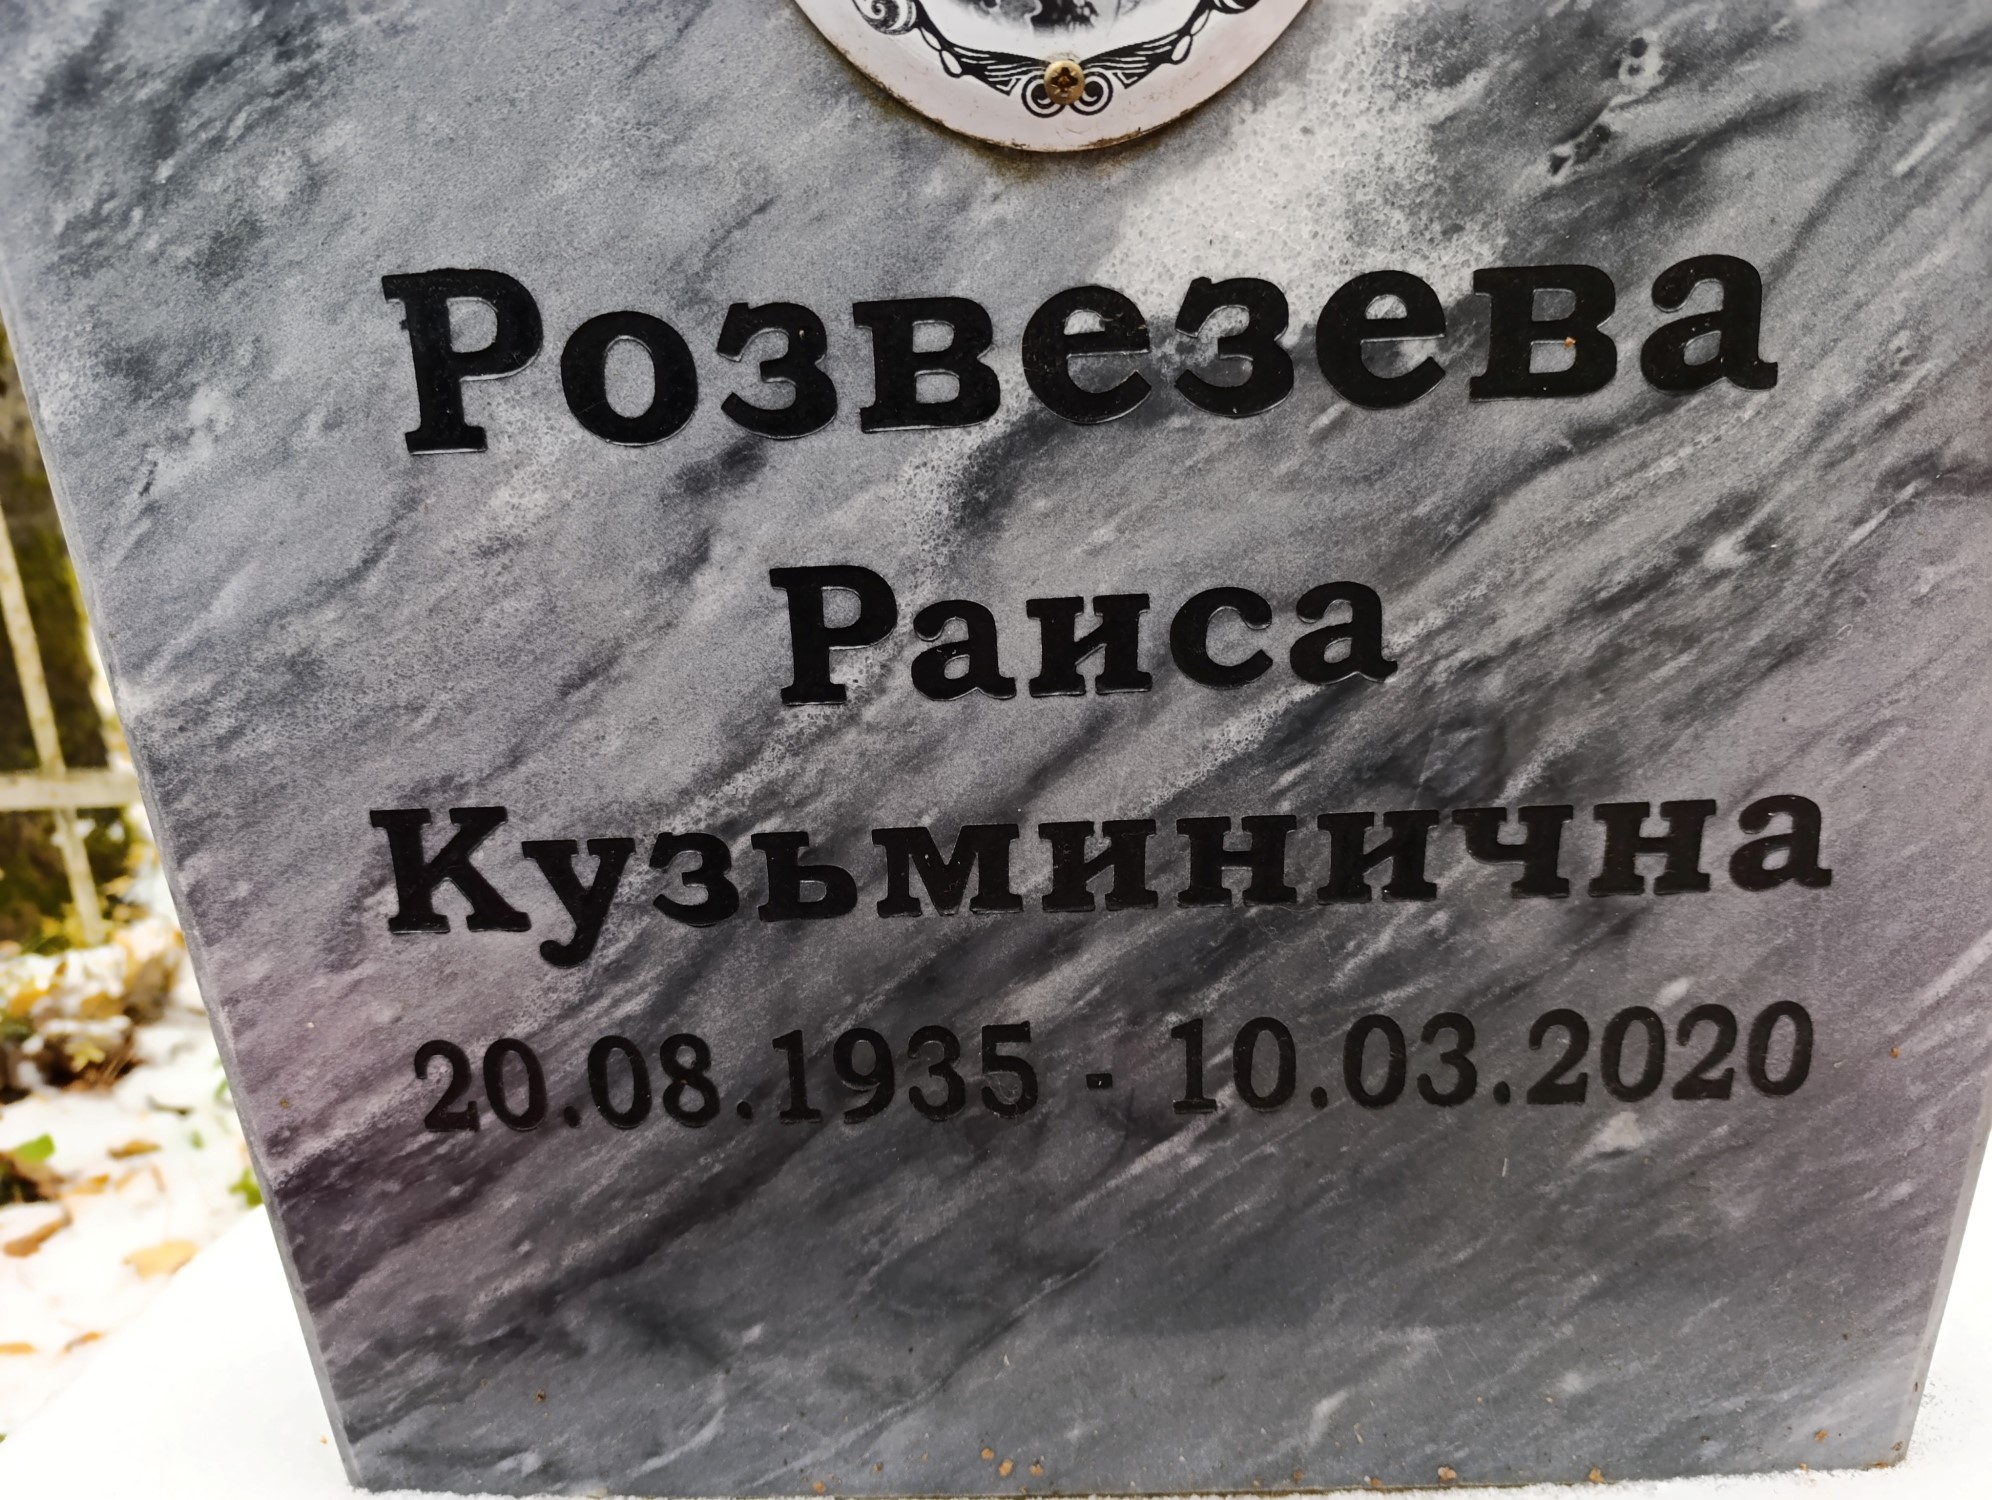 Розвезева
Раиса
Кузьминична
20.08.1935 - 10.03.2020